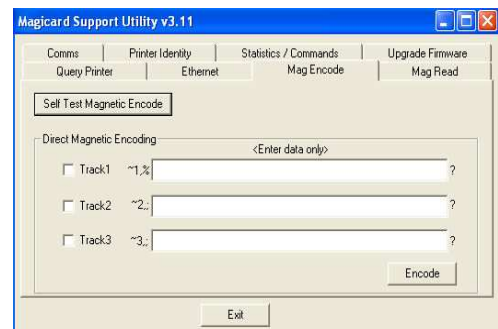 Magicard Support Utility v3.11
Comms Printer Identity Statistics / Commands Upgrade Firmware
Query Printer Ethernet Mag Encode Mag Read
Self Test Magnetic Encode
Direct Magnetic Encoding
<Enter data only>
Track1 ~1,% ?
Track2 ~2,; ?
Track3 ~3,; ?
Encode
Exit